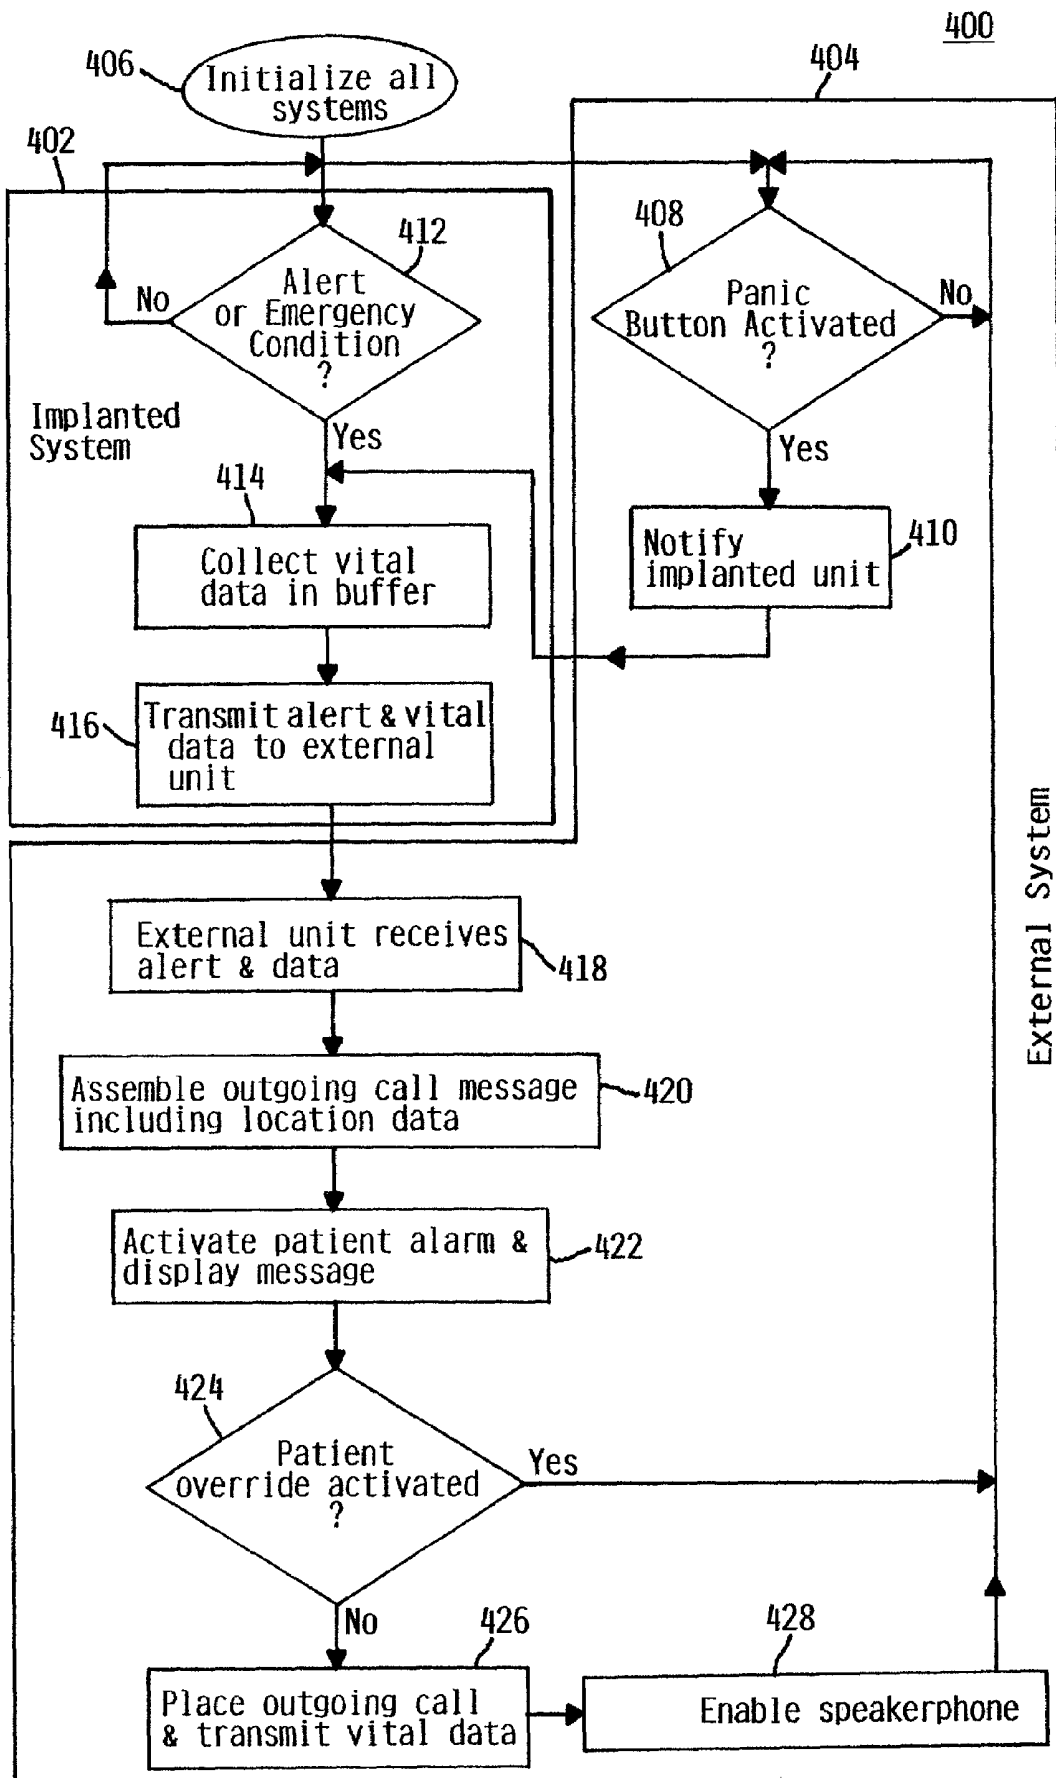 400
406
Initialize all
systems
404
402
412
Alert
or Emergency
Condition
?
No
Yes
408
Panic
Button Activated
?
No
Yes
Implanted
System
414
Collect vital
data in buffer
Notify
implanted unit
410
416
Transmit alert & vital
data to external
unit
External System
External unit receives
alert & data
418
Assemble outgoing call message
including location data
420
Activate patient alarm &
display message
422
424
Patient
override activated
?
Yes
No
426
Place outgoing call
& transmit vital data
428
Enable speakerphone